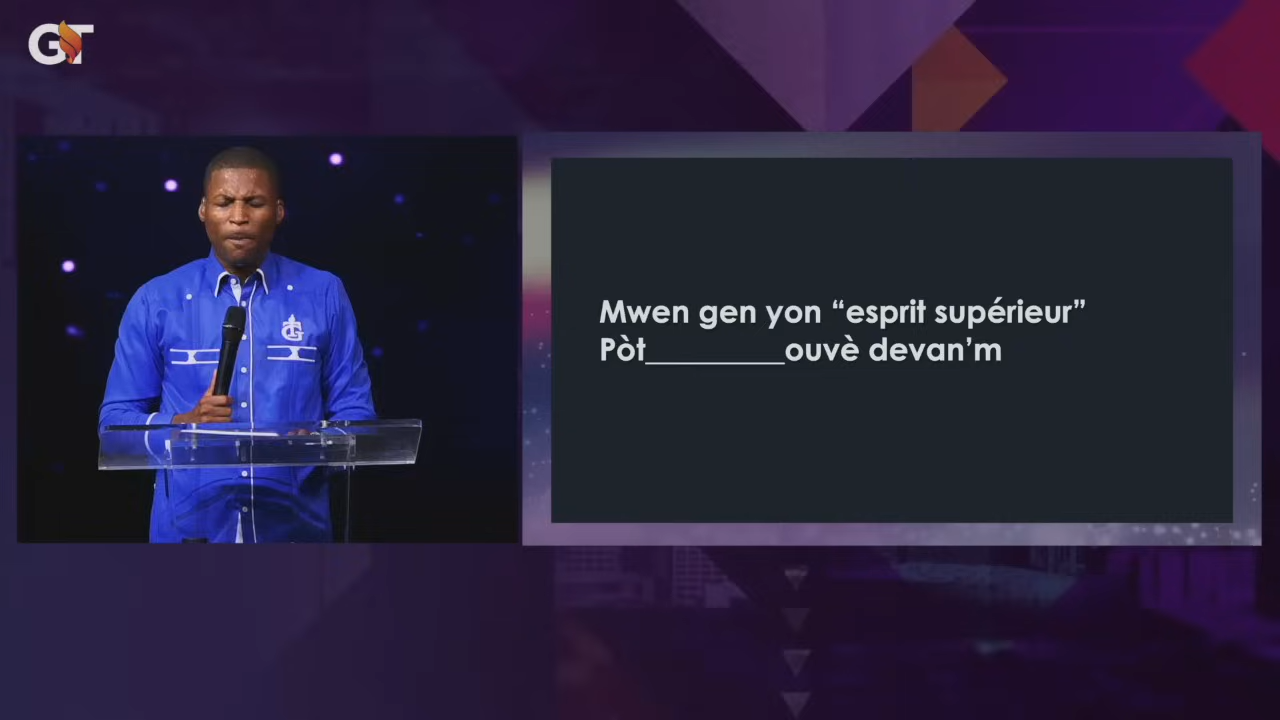 GT
Mwen gen yon “esprit supérieur”
Pòt_________ouvè devan’m